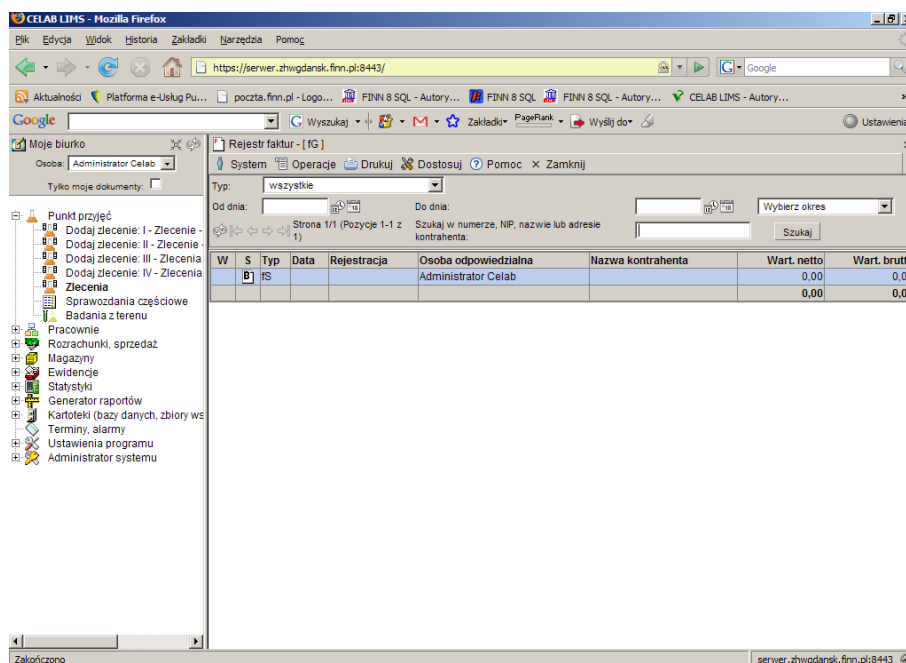 CELAB LIMS - Mozilla Firefox
Plik Edycja Widok Historia Zakładki Narzędzia Pomoc
https://serwer.zhwgdansk.finn.pl:8443/ Google
Aktualności Platforma e-Usług Pu... poczta.finn.pl - Logo... FINN 8 SQL - Autory... FINN 8 SQL FINN 8 SQL - Autory... CELAB LIMS - Autory...
Google Wyszukaj Zakładki PageRank Wyślij do Ustawienia
Moje biurko
Osoba: Administrator Celab
Tylko moje dokumenty:
Punkt przyjęć
Dodaj zlecenie: I - Zlecenie -
Dodaj zlecenie: II - Zlecenie -
Dodaj zlecenie: III - Zlecenia
Dodaj zlecenie: IV - Zlecenia
Zlecenia
Sprawozdania częściowe
Badania z terenu
Pracownie
Rozrachunki, sprzedaż
Magazyny
Ewidencje
Statystyki
Generator raportów
Kartoteki (bazy danych, zbiory ws
Terminy, alarmy
Ustawienia programu
Administrator systemu
Rejestr faktur - [ fG ]
System Operacje Drukuj Dostosuj Pomoc Zamknij
Typ: wszystkie
Od dnia: Do dnia: Wybierz okres
Strona 1/1 (Pozycje 1-1 z 1)
Szukaj w numerze, NIP, nazwie lub adresie kontrahenta: Szukaj
W S Typ Data Rejestracja Osoba odpowiedzialna Nazwa kontrahenta Wart. netto Wart. brutt
B fS Administrator Celab 0,00 0,0
0,00 0,0
Zakończono serwer.zhwgdansk.finn.pl:8443